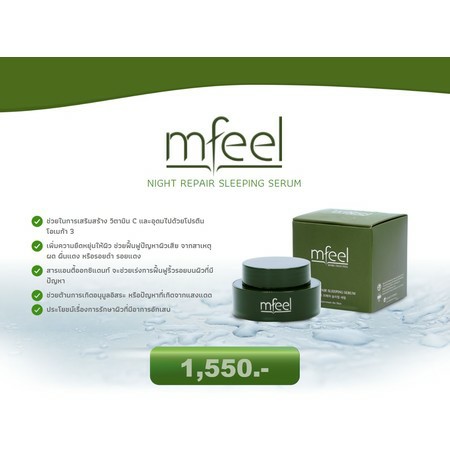 mfeel
NIGHT REPAIR SLEEPING SERUM
ช่วยในการเสริมสร้าง วิตามิน C และอุดมไปด้วยโปรตีน
โอเมก้า 3
เพิ่มความยืดหยุ่นให้ผิว ช่วยฟื้นฟูปัญหาผิวเสีย จากสาเหตุ
ผด ผื่นแดง หรือรอยดำ รอยแดง
สารแอนตี้ออกซิแดนท์ จะช่วยเร่งการฟื้นฟูริ้วรอยบนผิวที่มี
ปัญหา
ช่วยต้านการเกิดอนุมูลอิสระ หรือปัญหาที่เกิดจากแสงแดด
ประโยชน์เรื่องการรักษาผิวที่มีอาการอักเสบ
mfeel
mfeel
SLEEPING SERUM
1,550.-